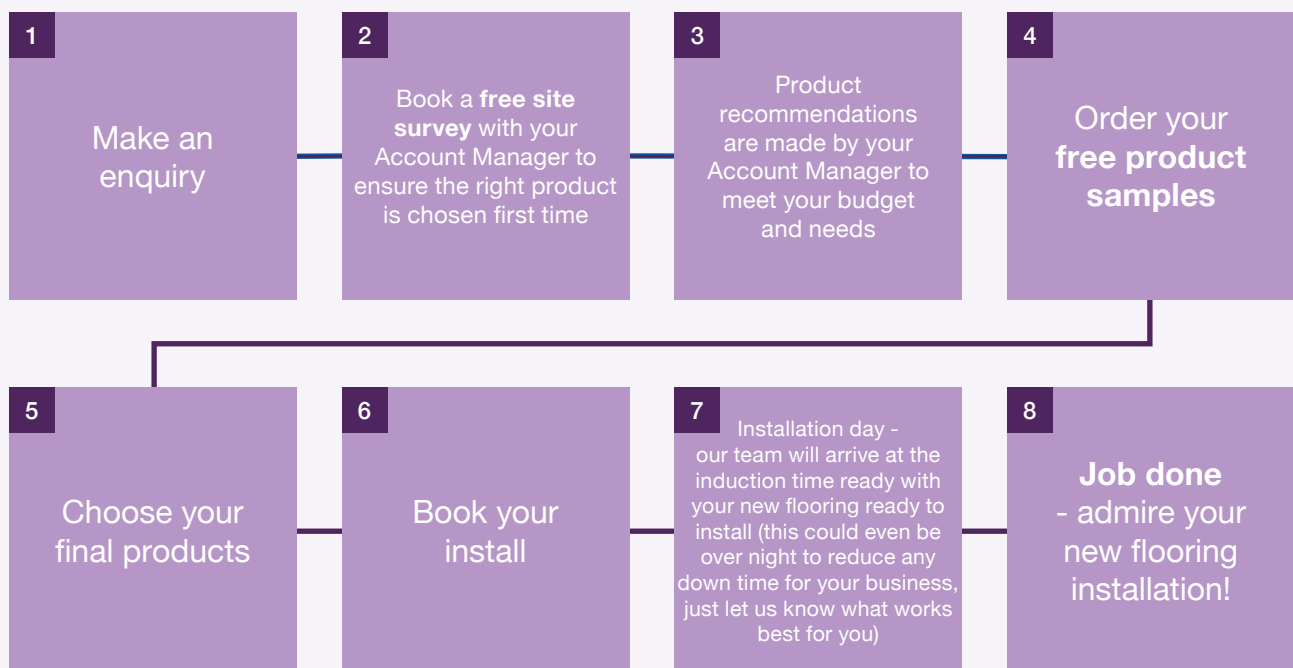 1
Make an
enquiry
2
Book a free site
survey with your
Account Manager to
ensure the right product
is chosen first time
3
Product
recommendations
are made by your
Account Manager to
meet your budget
and needs
4
Order your
free product
samples
5
Choose your
final products
6
Book your
install
7
Installation day -
our team will arrive at the
induction time ready with
your new flooring ready to
install (this could even be
over night to reduce any
down time for your business,
just let us know what works
best for you)
8
Job done
- admire your
new flooring
installation!